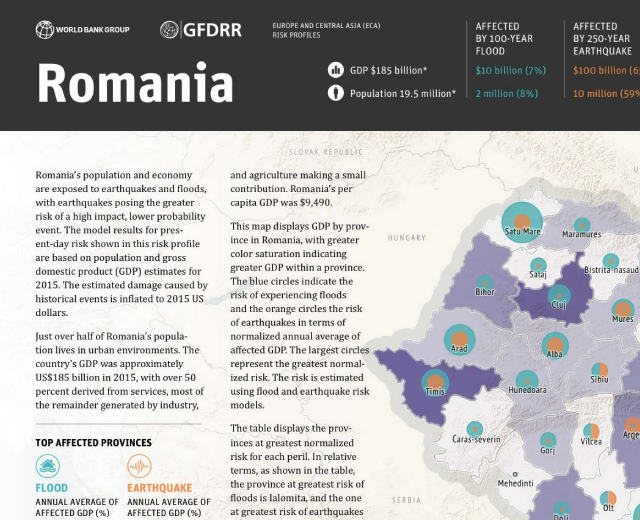 WORLD BANK GROUP
GFDRR
EUROPE AND CENTRAL ASIA (ECA)
RISK PROFILES
Romania
GDP $185 billion*
Population 19.5 million*
AFFECTED
BY 100-YEAR
FLOOD
$10 billion (7%)
2 million (8%)
AFFECTED
BY 250-YEAR
EARTHQUAKE
$100 billion
10 million (59%
Romania's population and economy
are exposed to earthquakes and floods,
with earthquakes posing the greater
risk of a high impact, lower probability
event. The model results for pres-
ent-day risk shown in this risk profile
are based on population and gross
domestic product (GDP) estimates for
2015. The estimated damage caused by
historical events is inflated to 2015 US
dollars.
Just over half of Romania's popula-
tion lives in urban environments. The
country's GDP was approximately
US$185 billion in 2015, with over 50
percent derived from services, most of
the remainder generated by industry,
TOP AFFECTED PROVINCES
FLOOD
ANNUAL AVERAGE OF
AFFECTED GDP (%)
EARTHQUAKE
ANNUAL AVERAGE OF
AFFECTED GDP (%)
and agriculture making a small
contribution. Romania's per
capita GDP was $9,490.
This map displays GDP by prov-
ince in Romania, with greater
color saturation indicating
greater GDP within a province.
The blue circles indicate the
risk of experiencing floods
and the orange circles the risk
of earthquakes in terms of
normalized annual average of
affected GDP. The largest circles
represent the greatest normal-
ized risk. The risk is estimated
using flood and earthquake risk
models.
The table displays the prov-
inces at greatest normalized
risk for each peril. In relative
terms, as shown in the table,
the province at greatest risk of
floods is Ialomita, and the one
at greatest risk of earthquakes
SLOVAK REPUBLIC
HUNGARY
SERBIA
Satu Mare
Maramures
Salaj
Bistrita-nasaud
Bihor
Cluj
Mures
Arad
Alba
Timis
Hunedoara
Sibiu
Caras-severin
Gorj
Vilcea
Arge
Mehedinti
Olt
Dolj